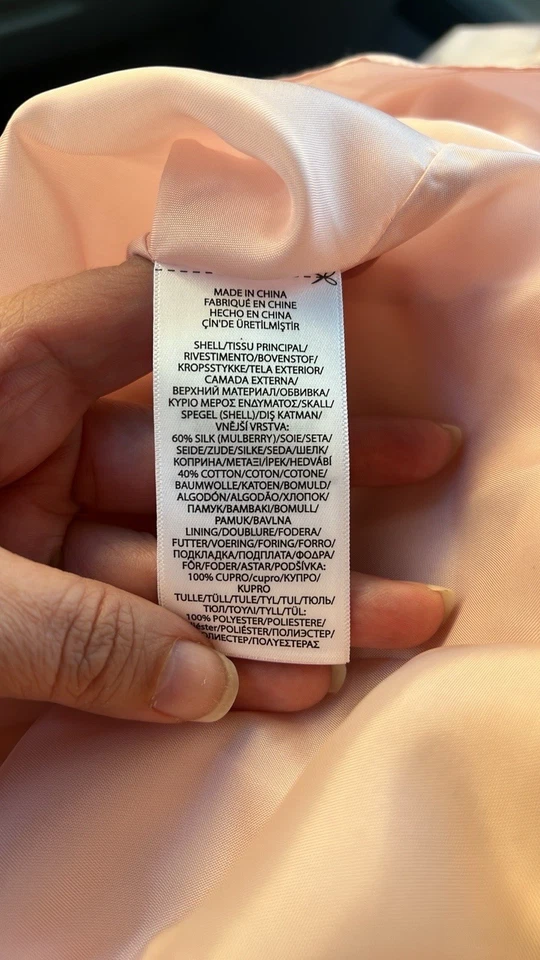 MADE IN CHINA
FABRIQUÉ EN CHINE
HECHO EN CHINA
ÇİN'DE ÜRETİLMİŞTİR
SHELL/TISSU PRINCIPAL/
RIVESTIMENTO/BOVENSTOF/
KROPSSTYKKE/TELA EXTERIOR/
CAMADA EXTERNA/
ВЕРХНИЙ МАТЕРИАЛ/ОБВИВКА/
ΚΥΡΙΟ ΜΕΡΟΣ ΕΝΔΥΜΑΤΟΣ/SKALL/
SPEGEL (SHELL)/DIŞ KATMAN/
VNĚJŠÍ VRSTVA:
60% SILK (MULBERRY)/SOIE/SETA/
SEIDE/ZIJDE/SILKE/SEDA/ШЕЛК/
КОПРИНА/ΜΕΤΑΞΙ/İPEK/HEDVÁBÍ
40% COTTON/COTON/COTONE/
BAUMWOLLE/KATOEN/BOMULD/
ALGODÓN/ALGODÃO/ХЛОПОК/
ПАМУК/ΒΑΜΒΑΚΙ/BOMULL/
PAMUK/BAVLNA
LINING/DOUBLURE/FODERA/
FUTTER/VOERING/FORING/FORRO/
ПОДКЛАДКА/ПОДПЛАТА/ΦΟΔΡΑ/
FÔR/FODER/ASTAR/PODŠÍVKA:
100% CUPRO/cupro/КУПРО/
KUPRO
TULLE/TÜLL/TULE/TYL/TUL/ТЮЛЬ/
ТЮЛ/ΤΟΥΛΙ/TYLL/TÜL:
100% POLYESTER/POLIESTERE/
POLIÉSTER/ПОЛИЭСТЕР/
ПОЛИЕСТЕР/ΠΟΛΥΕΣΤΕΡΑΣ